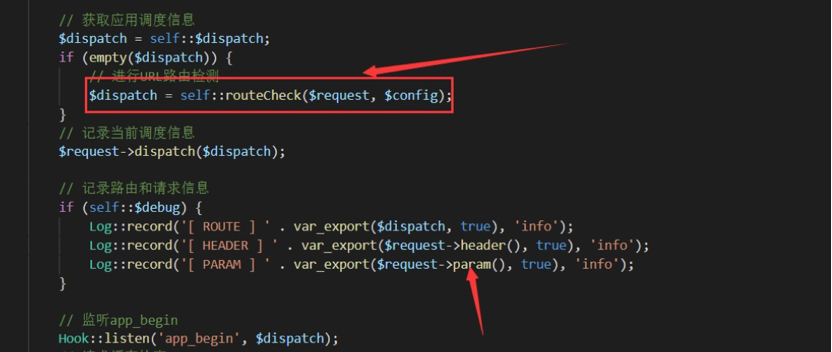 // 获取应用调度信息
$dispatch = self::$dispatch;
if (empty($dispatch)) {
// 进行URL路由检测
$dispatch = self::routeCheck($request, $config);
}
// 记录当前调度信息
$request->dispatch($dispatch);
// 记录路由和请求信息
if (self::$debug) {
Log::record('[ ROUTE ] ' . var_export($dispatch, true), 'info');
Log::record('[ HEADER ] ' . var_export($request->header(), true), 'info');
Log::record('[ PARAM ] ' . var_export($request->param(), true), 'info');
}
// 监听app_begin
Hook::listen('app_begin', $dispatch);